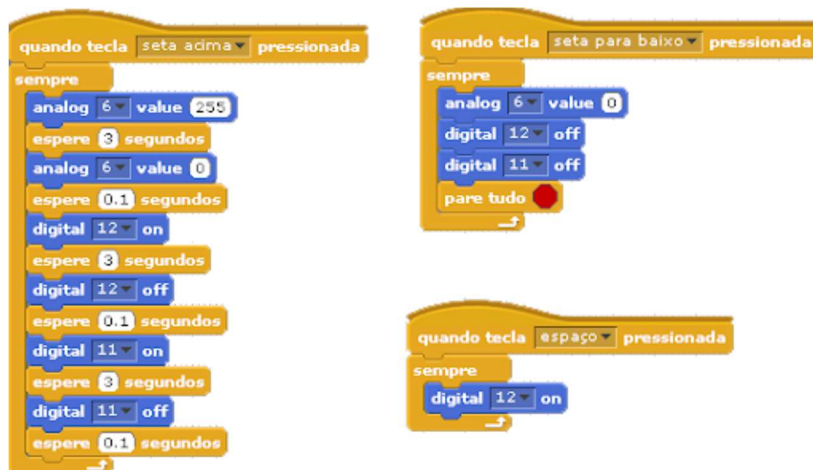 quando tecla seta acima pressionada
sempre
analog 6 value 255
espere 3 segundos
analog 6 value 0
espere 0.1 segundos
digital 12 on
espere 3 segundos
digital 12 off
espere 0.1 segundos
digital 11 on
espere 3 segundos
digital 11 off
espere 0.1 segundos
quando tecla seta para baixo pressionada
sempre
analog 6 value 0
digital 12 off
digital 11 off
pare tudo
quando tecla espaço pressionada
sempre
digital 12 on